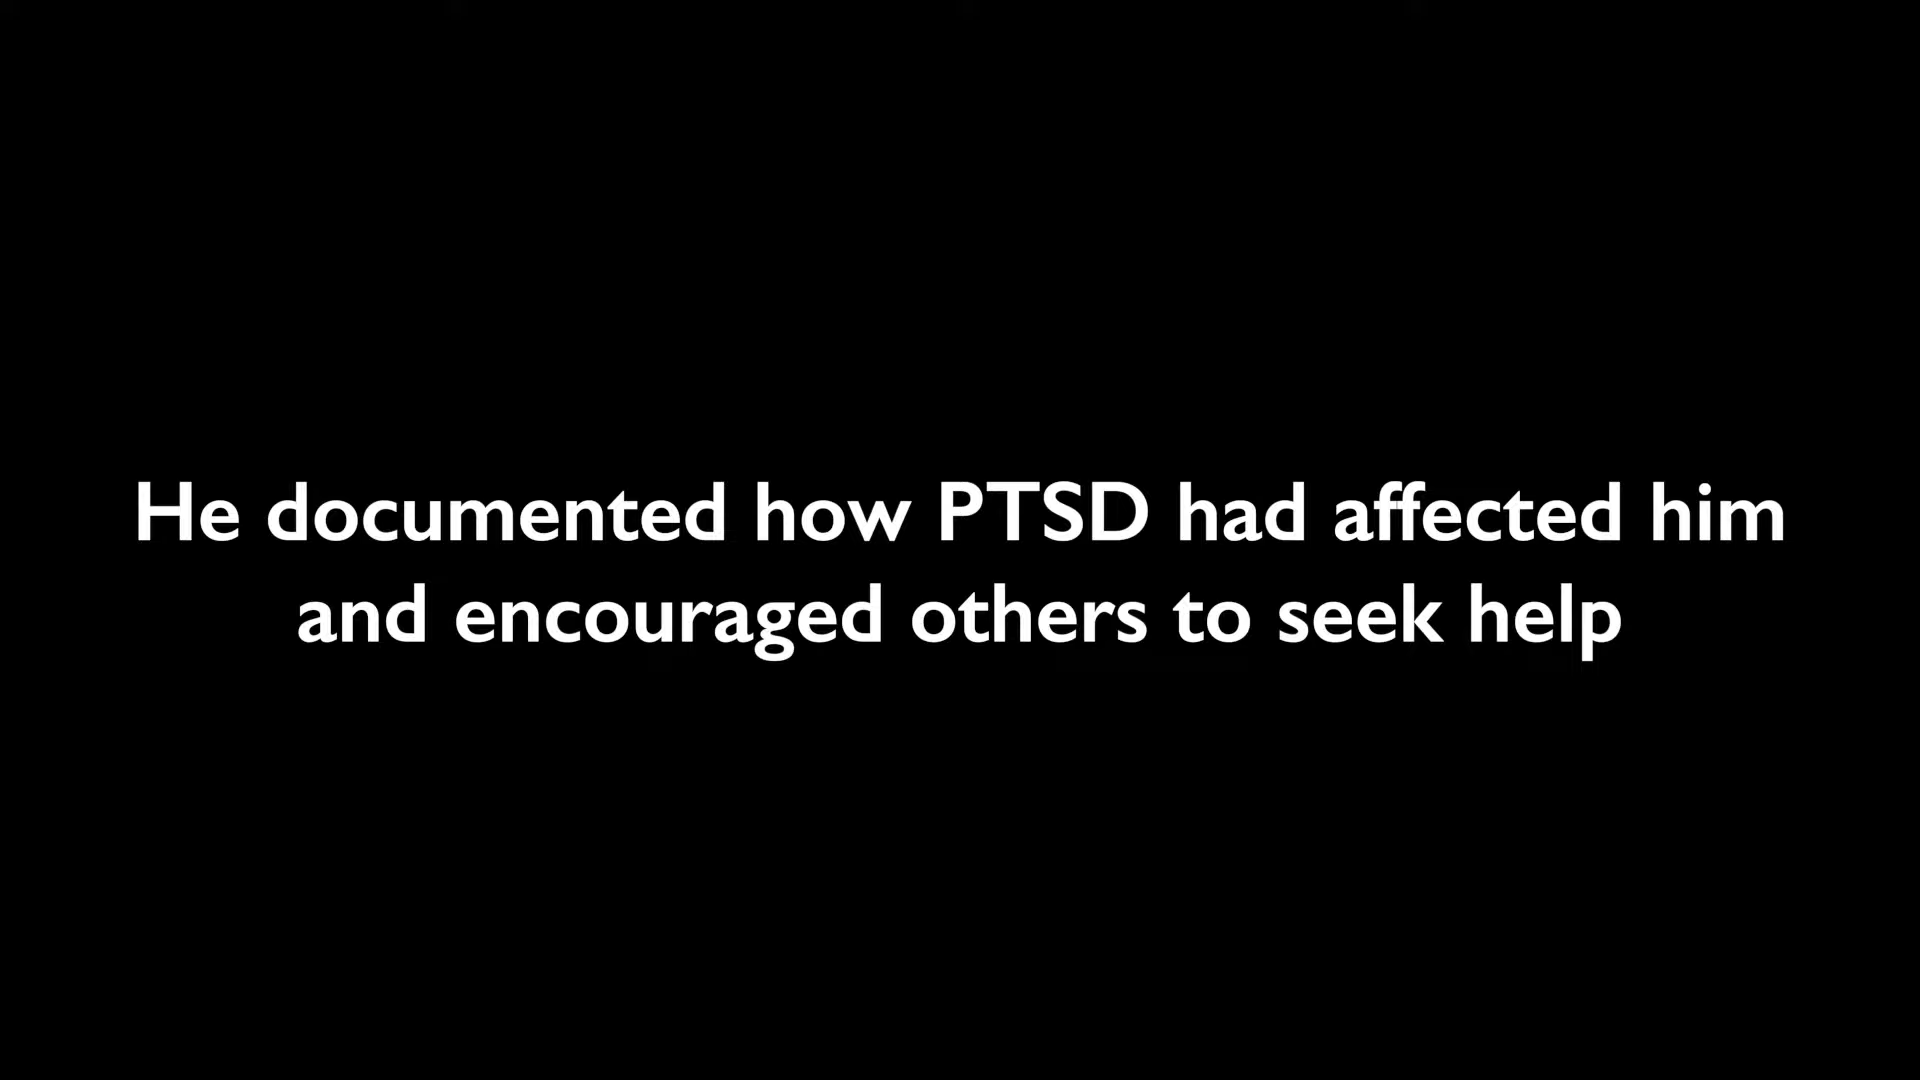 He documented how PTSD had affected him
and encouraged others to seek help